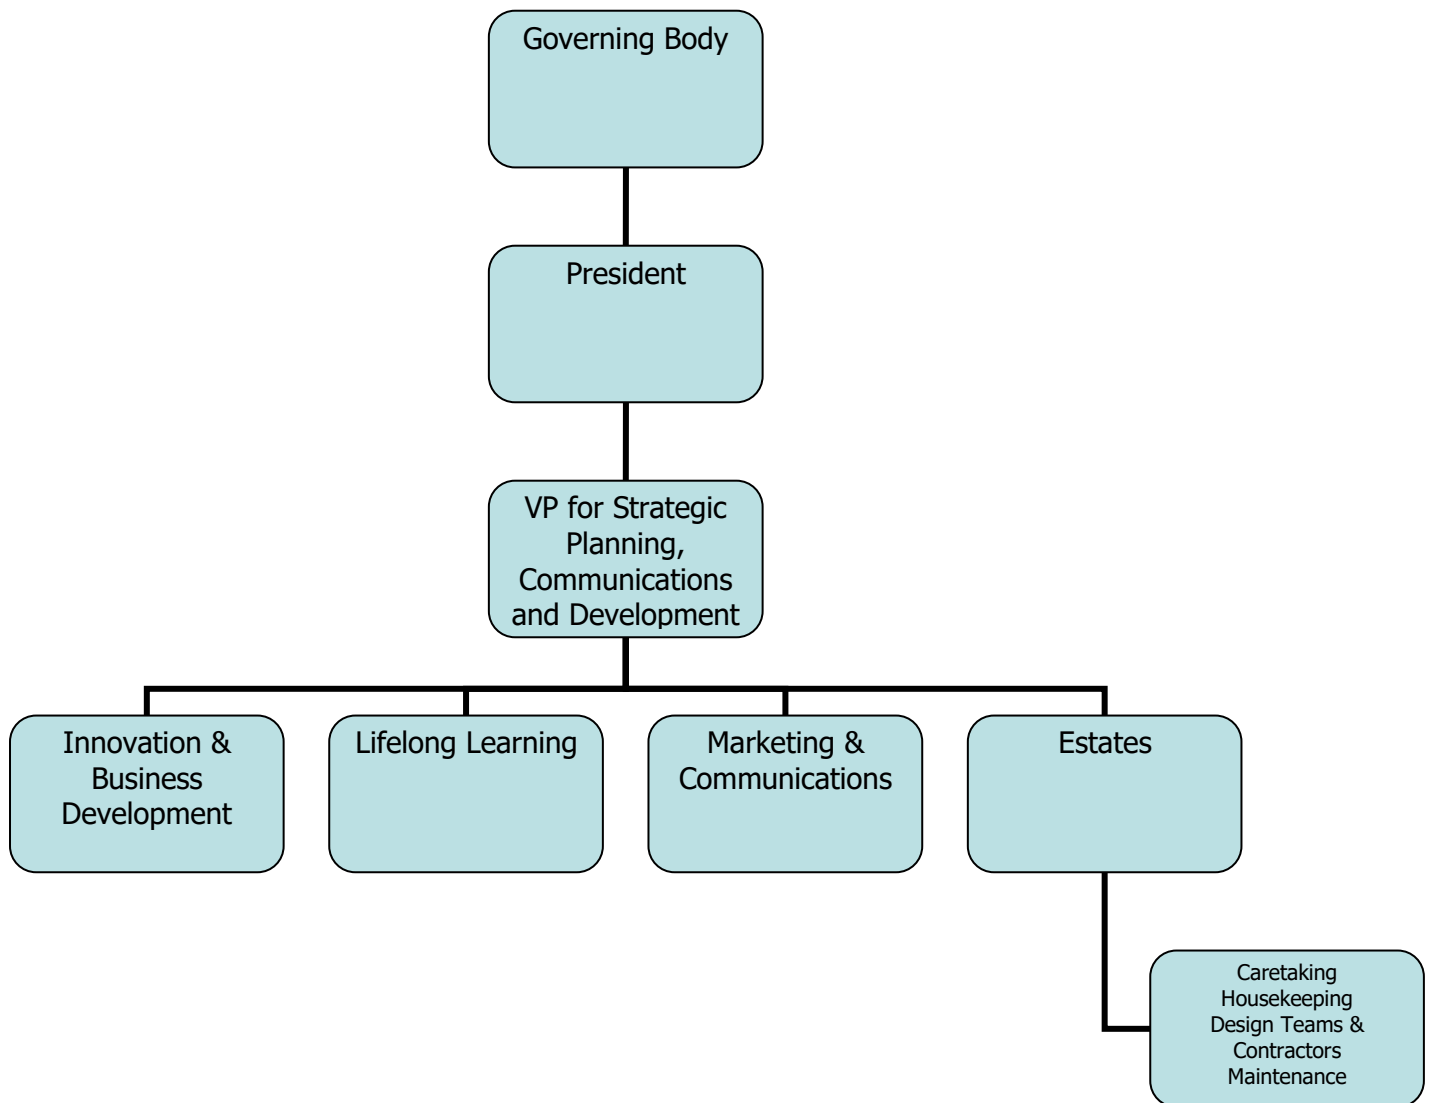 Governing Body
President
VP for Strategic
Planning,
Communications
and Development
Innovation &
Business
Development
Lifelong Learning
Marketing &
Communications
Estates
Caretaking
Housekeeping
Design Teams &
Contractors
Maintenance